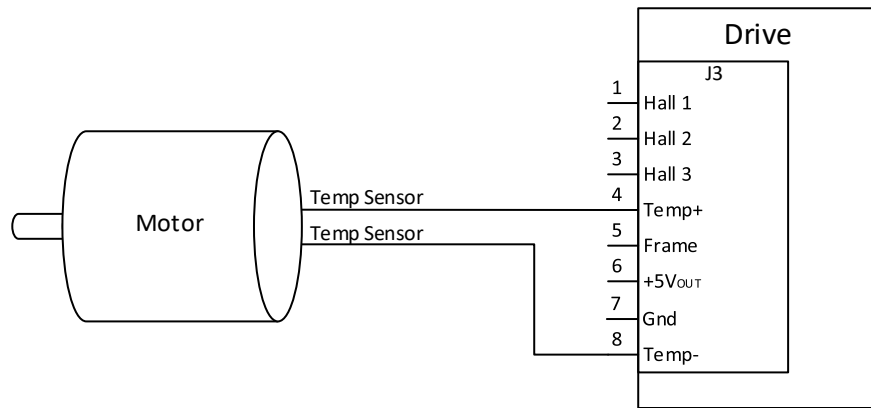 Drive
J3
1 Hall 1
2 Hall 2
3 Hall 3
Temp Sensor 4 Temp+
Motor
Temp Sensor 5 Frame
6 +5VOUT
7 Gnd
8 Temp-